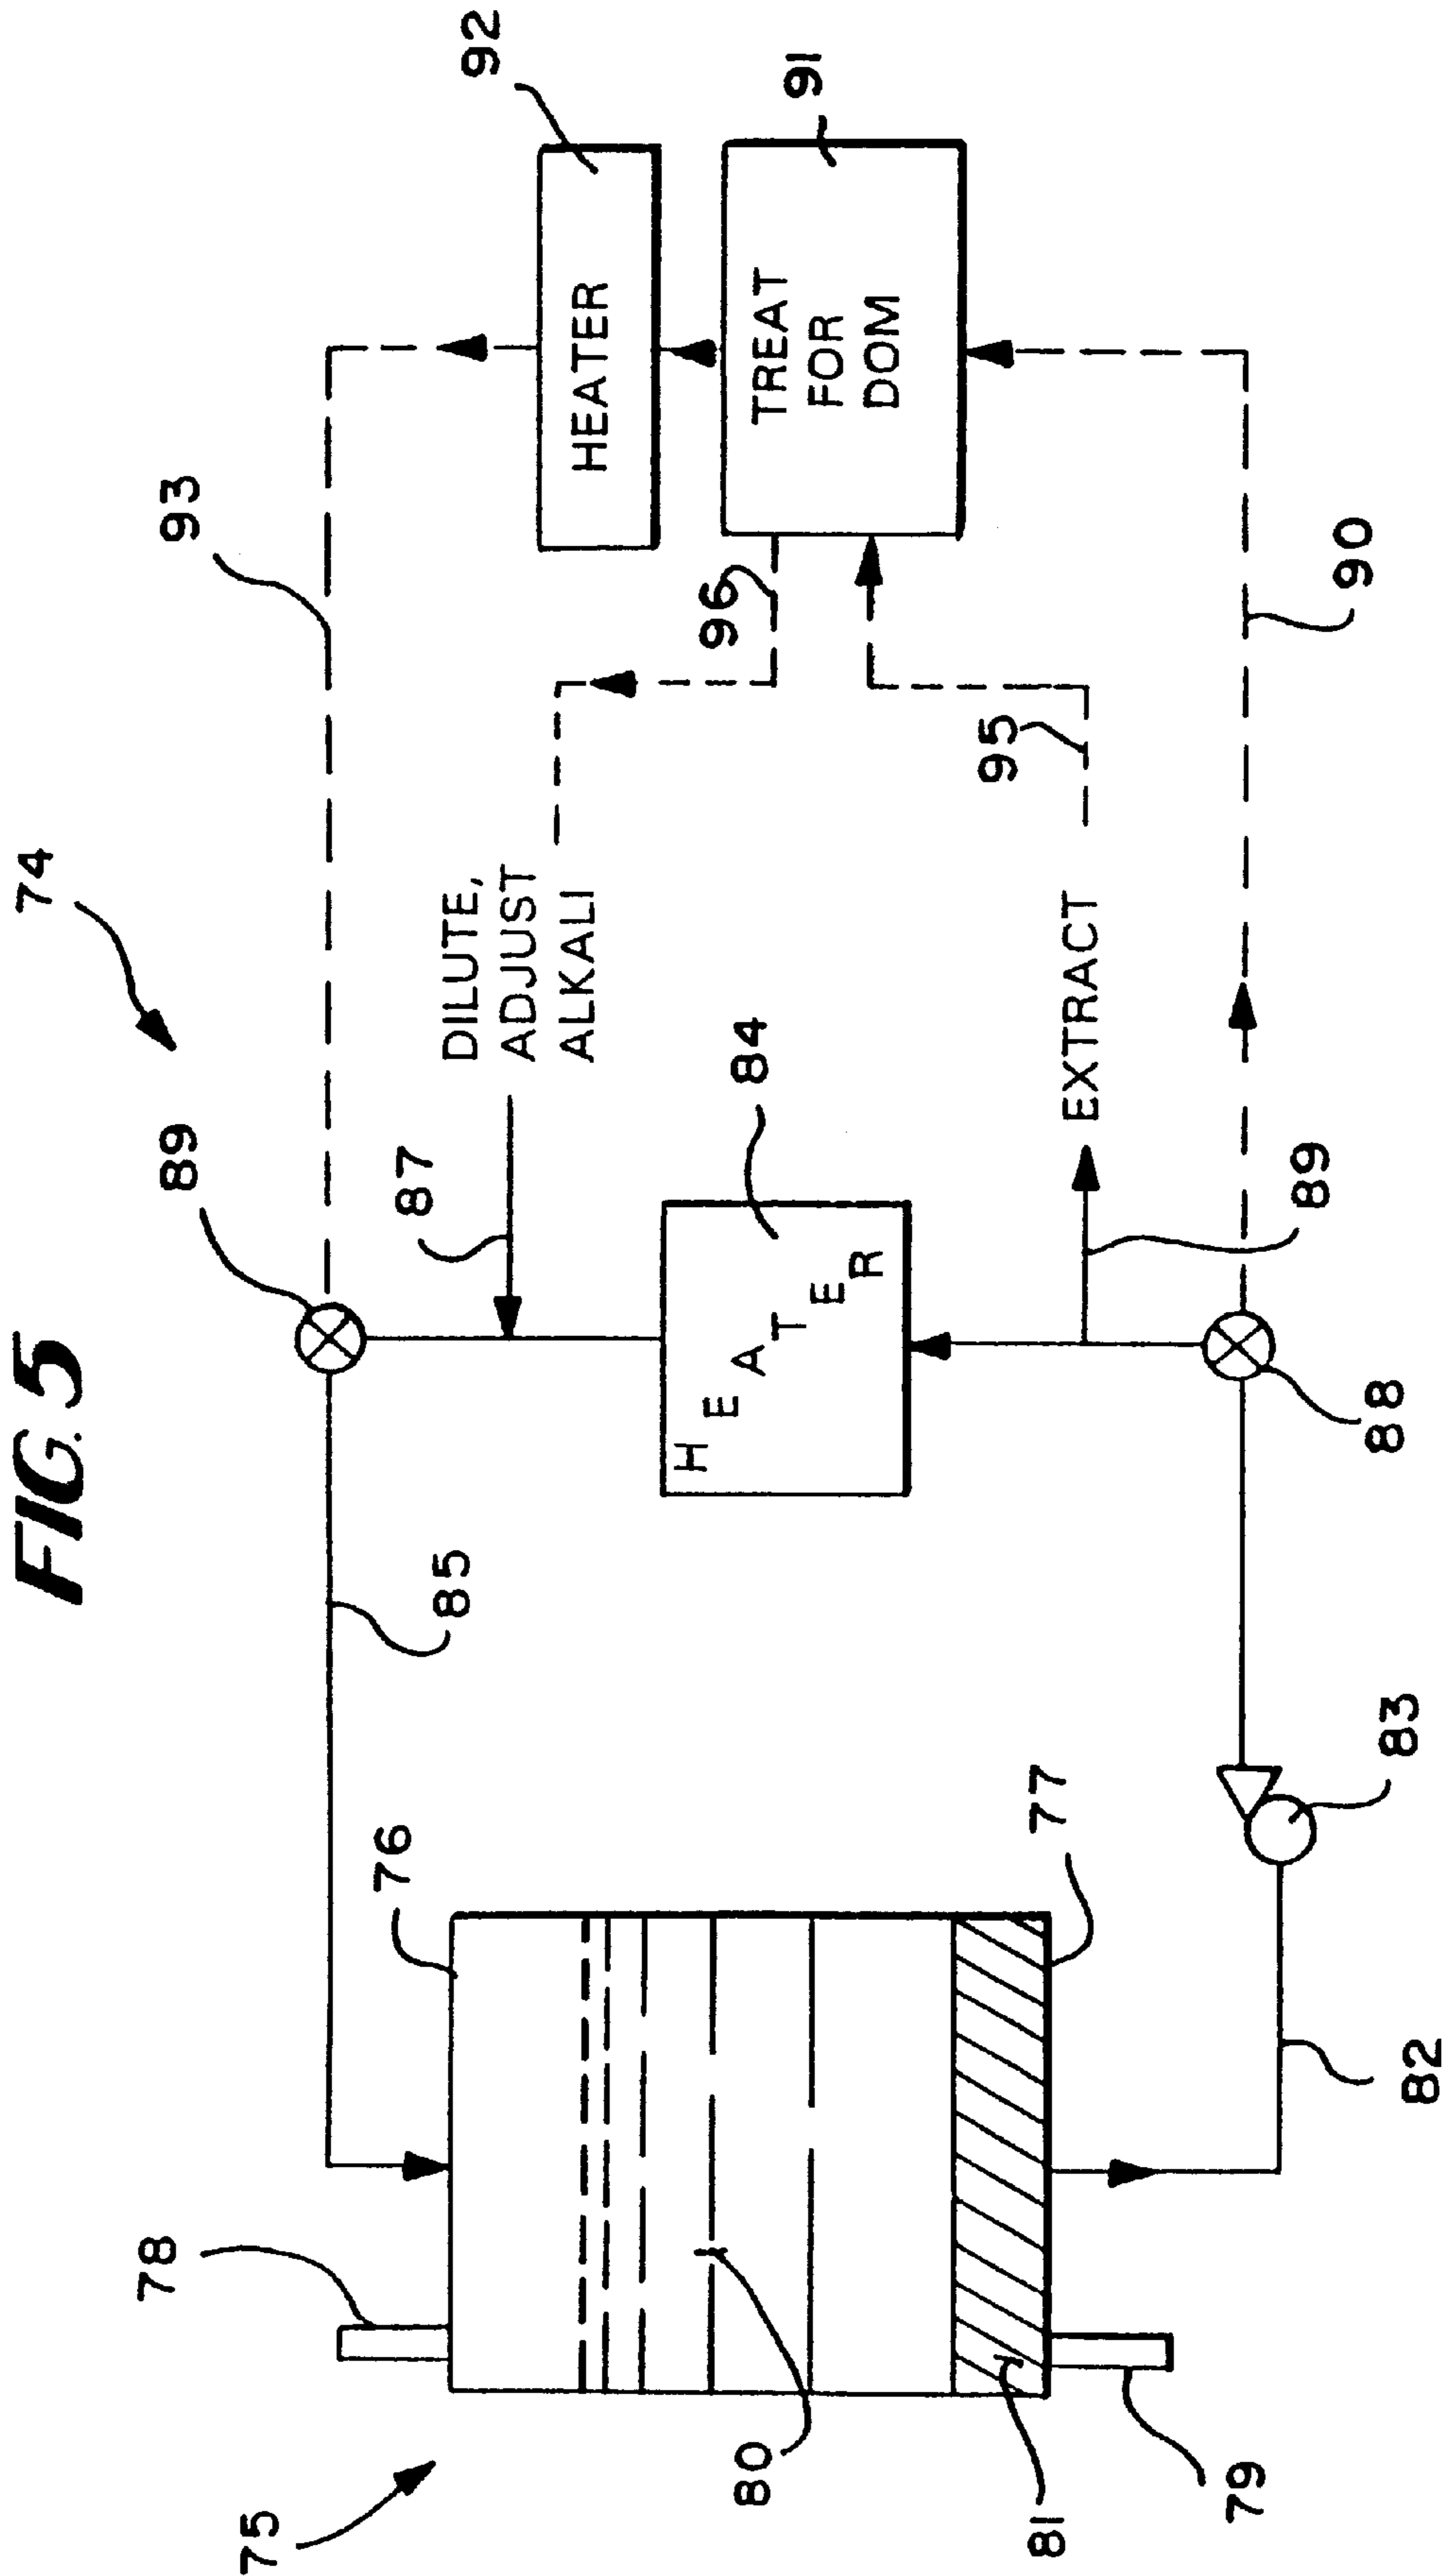 FIG. 5
74
75
78
76
85
89
93
92
87
DILUTE,
ADJUST
ALKALI
96
HEATER
91
TREAT
FOR
DOM
84
HEATER
80
81
79
77
EXTRACT
95
89
88
90
83
82